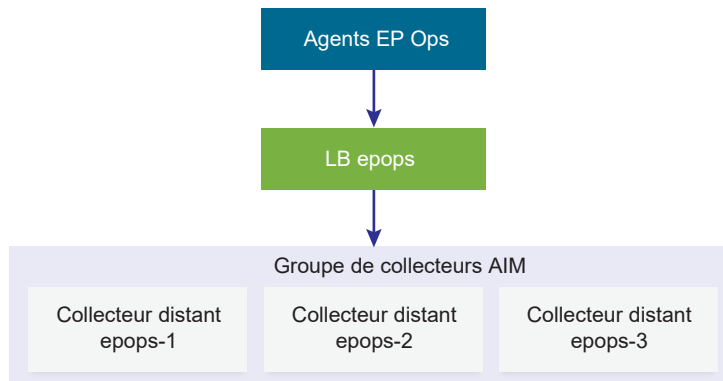 Agents EP Ops
LB epops
Groupe de collecteurs AIM
Collecteur distant
epops-1
Collecteur distant
epops-2
Collecteur distant
epops-3